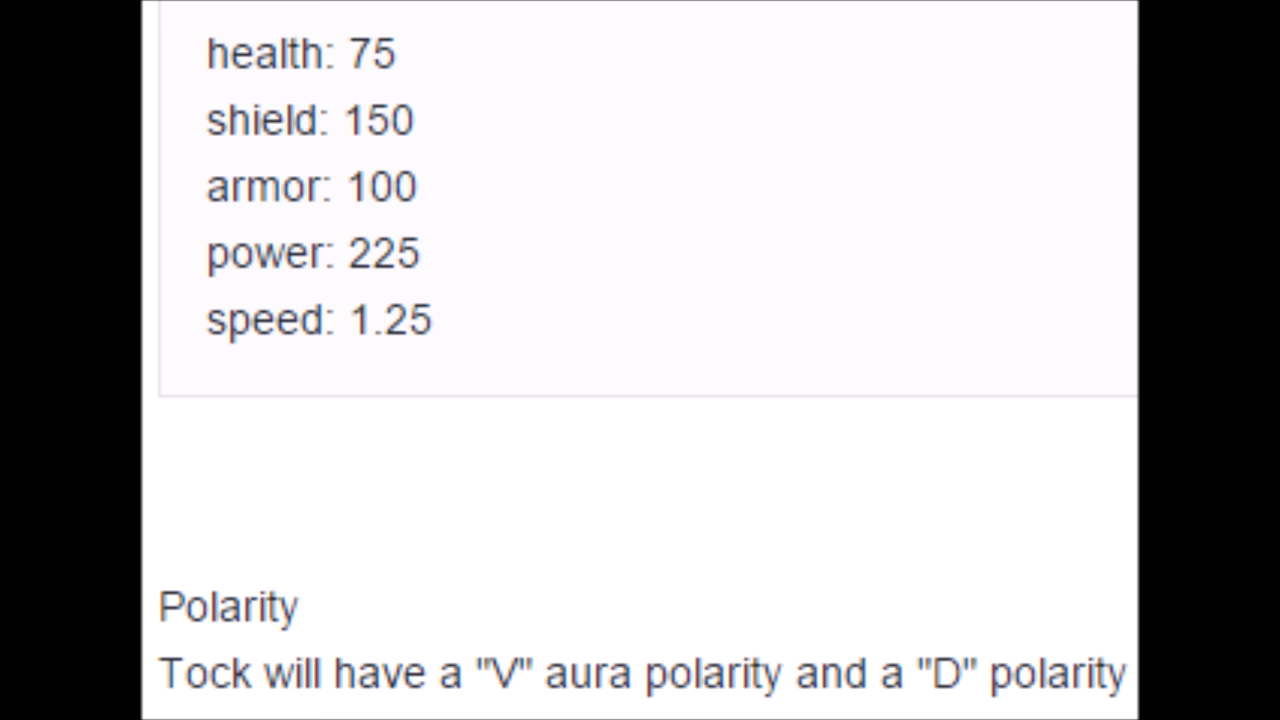 health: 75
shield: 150
armor: 100
power: 225
speed: 1.25
Polarity
Tock will have a "V" aura polarity and a "D" polarity